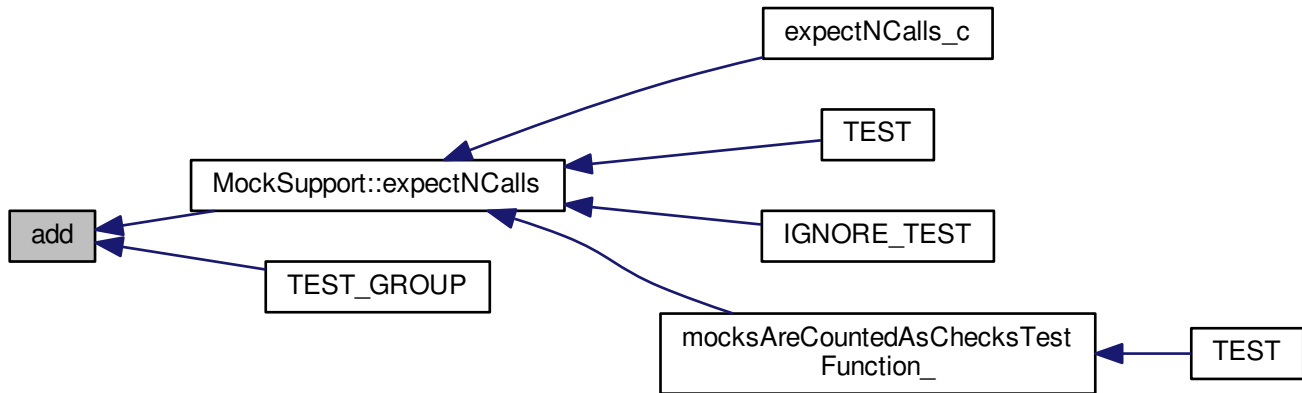 expectNCalls_c
TEST
MockSupport::expectNCalls
add
IGNORE_TEST
TEST_GROUP
mocksAreCountedAsChecksTest
Function_
TEST